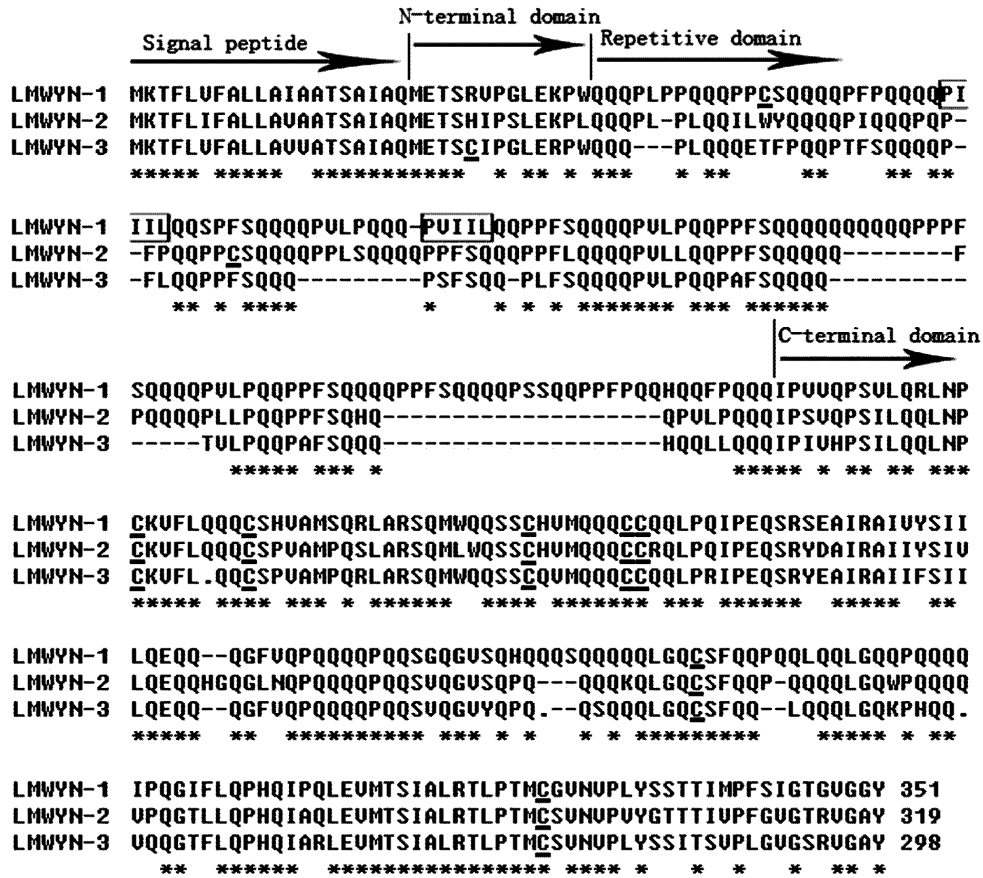 Signal peptide
N-terminal domain
Repetitive domain
LMWYN-1 MKTFLVFALLAIAATSAIAQMETSRVPGLEKPWQQQPLPPQQQPPCSQQQQPFPQQQQPI
LMWYN-2 MKTFLIFALLAVAATSAIAQMETSHIPSLEKPLQQQPL-PLQQILWYQQQQPIQQQPQP-
LMWYN-3 MKTFLVFALLAVVATSAIAQMETSCIPGLERPWQQQ---PLQQQETFPQQPTFSQQQQP-
***** *****  ***********  * ** * ***   * **     **     ** **
LMWYN-1 IILQQSPFSQQQQPVLPQQQ-PVIILQQPPFSQQQQPVLPQQQPPFSQQQQQQQQQPPPF
LMWYN-2 -FPQQPPCSQQQQPPLSQQQQPPFSQQQPPFLQQQQPVLLQQPPFSQQQQQ--------F
LMWYN-3 -FLQQPPFSQQQ---------PSFSQQ-PLFSQQQQPVLPQQPAFSQQQQ----------
** * ****         *    * * * ******* **   *******
C-terminal domain
LMWYN-1 SQQQQPVLPQQPPFSQQQQPPFSQQQQPSSQQPPFPQQHQQFPQQQIPVVQPSVLQRLNP
LMWYN-2 PQQQQPLLPQQPPFSQHQ--------------------QPVLPQQQIPSVQPSILQQLNP
LMWYN-3 -----TVLPQQPAFSQQQ--------------------HQQLLQQQIPIVHPSILQQLNP
***** *** *                         ***** * ** ** ***
LMWYN-1 CKVFLQQQCSHVAMSQRLARSQMWQQSSCHVMQQQCCQQLPQIPEQSRSEAIRAIVYSII
LMWYN-2 CKVFLQQQCSPVAMPQSLARSQMLWQSSCHVMQQQCCRQLPQIPEQSRYDAIRAIIYSIV
LMWYN-3 CKVFL.QQCSPVAMPQRLARSQMWQQSSCQVMQQQCCQQLPRIPEQSRYEAIRAIIFSII
***** **** *** * *******  **** ******* *** ******  *****  **
LMWYN-1 LQEQQ--QGFVQPQQQQPQQSGQGVSQHQQQSQQQQLGQCSFQQPQQLQQLGQQPQQQQ
LMWYN-2 LQEQQHGQGLNQPQQQQPQQSVQGVSQPQ---QQQKQLGQCSFQQP-QQQQLGQWPQQQQ
LMWYN-3 LQEQQ--QGFVQPQQQQPQQSVQGVYQPQ.--QSQQQLGQCSFQQ--LQQQLGQKPHQQ.
*****  **  ********** *** * *   * * *********    ***** * **
LMWYN-1 IPQGIFLQPHQIPQLEVMTSIALRTLPTMCGVNVPLYSSTTIMPFSIGTGVGGY 351
LMWYN-2 VPQGTLLQPHQIAQLEVMTSIALRTLPTMCSVNVPVYGTTTIVPFGVGTRVGAY 319
LMWYN-3 VQQGTFLQPHQIARLEVMTSIALRTLPTMCSVNVPLYSSITSVPLGVGSRVGAY 298
** ******  **************** **** *  *  *  * *  ** *